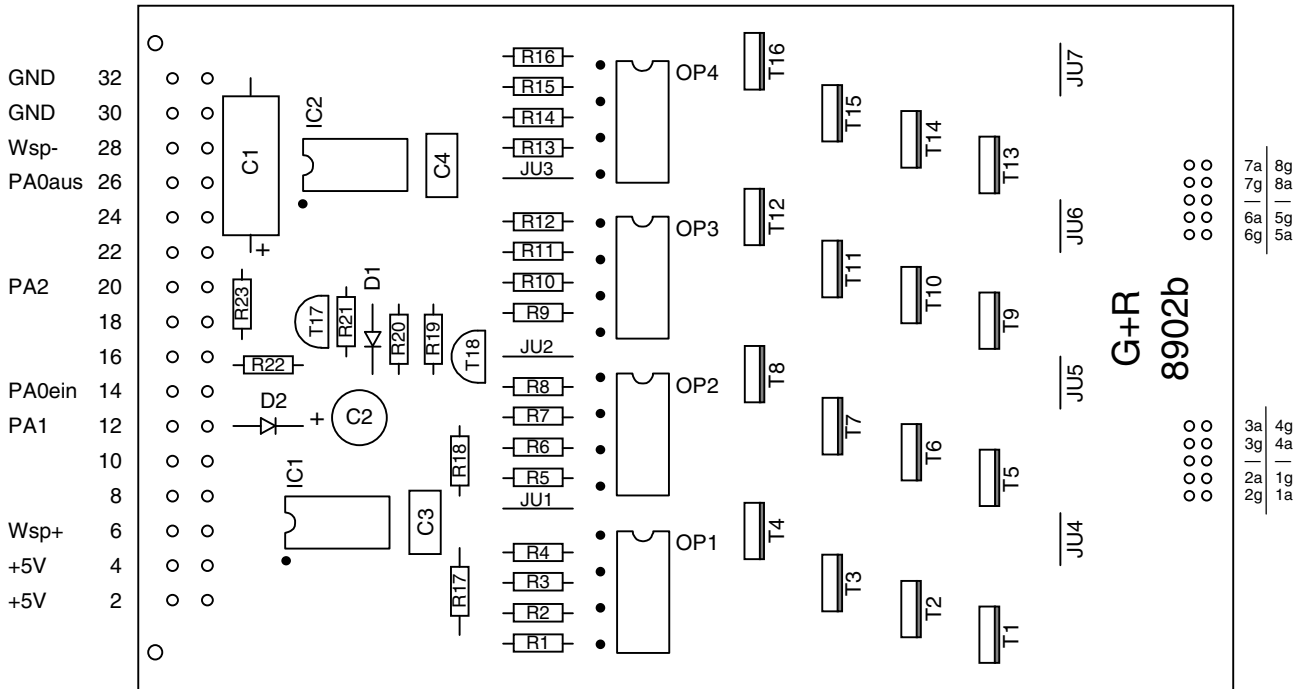 GND 32
GND 30
Wsp- 28
PA0aus 26
24
22
PA2 20
18
16
PA0ein 14
PA1 12
10
8
Wsp+ 6
+5V 4
+5V 2
C1
+
IC2
C4
R23
T17
R21
D1
R20
R19
T18
R22
D2
+
C2
IC1
C3
R18
R17
R16
R15
R14
R13
JU3
R12
R11
R10
R9
JU2
R8
R7
R6
R5
JU1
R4
R3
R2
R1
OP4
OP3
OP2
OP1
T16
T15
T14
T13
T12
T11
T10
T9
T8
T7
T6
T5
T4
T3
T2
T1
JU7
JU6
JU5
JU4
G+R
8902b
7a 8g
7g 8a
— —
6a 5g
6g 5a
3a 4g
3g 4a
— —
2a 1g
2g 1a